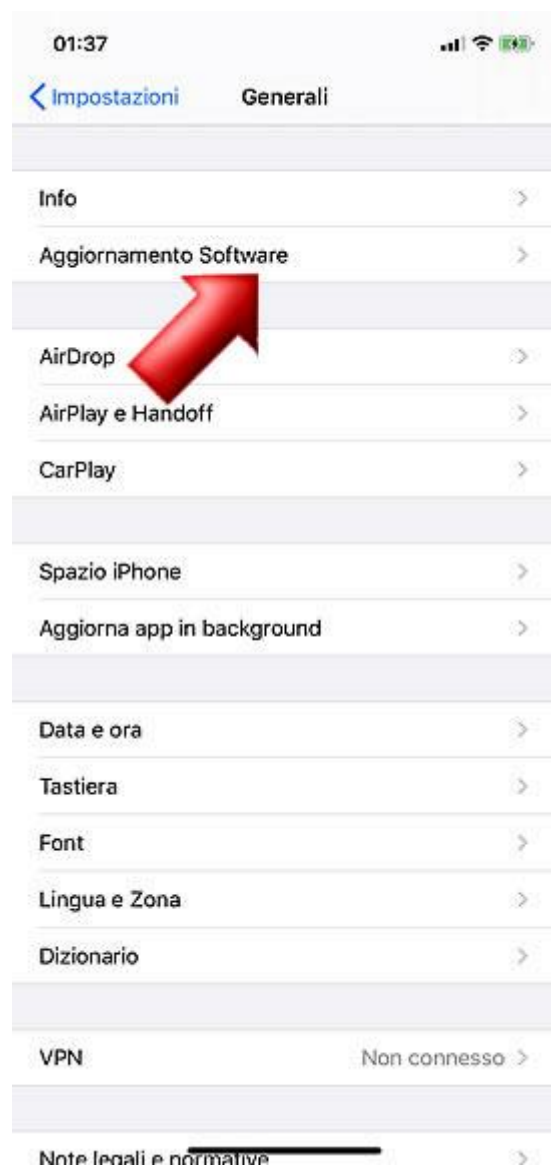 01:37
Impostazioni Generali
Info
Aggiornamento Software
AirDrop
AirPlay e Handoff
CarPlay
Spazio iPhone
Aggiorna app in background
Data e ora
Tastiera
Font
Lingua e Zona
Dizionario
VPN Non connesso
Note legali e normative